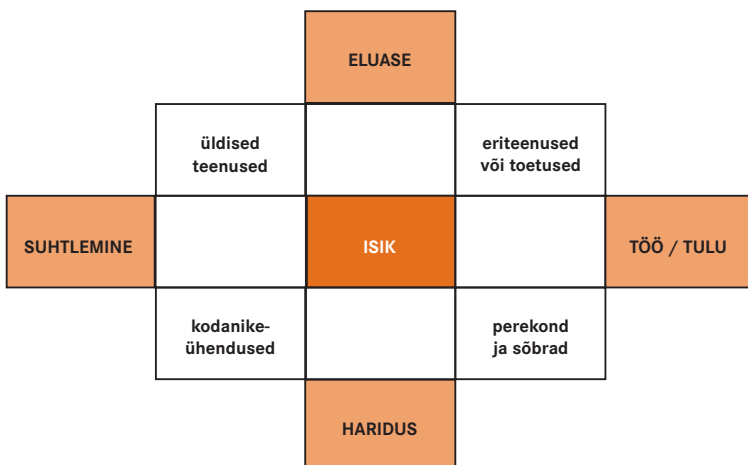 ELUASE
üldised
teenused
eriteenused
või toetused
SUHTLEMINE
ISIK
TÖÖ / TULU
kodanike-
ühendused
perekond
ja sõbrad
HARIDUS